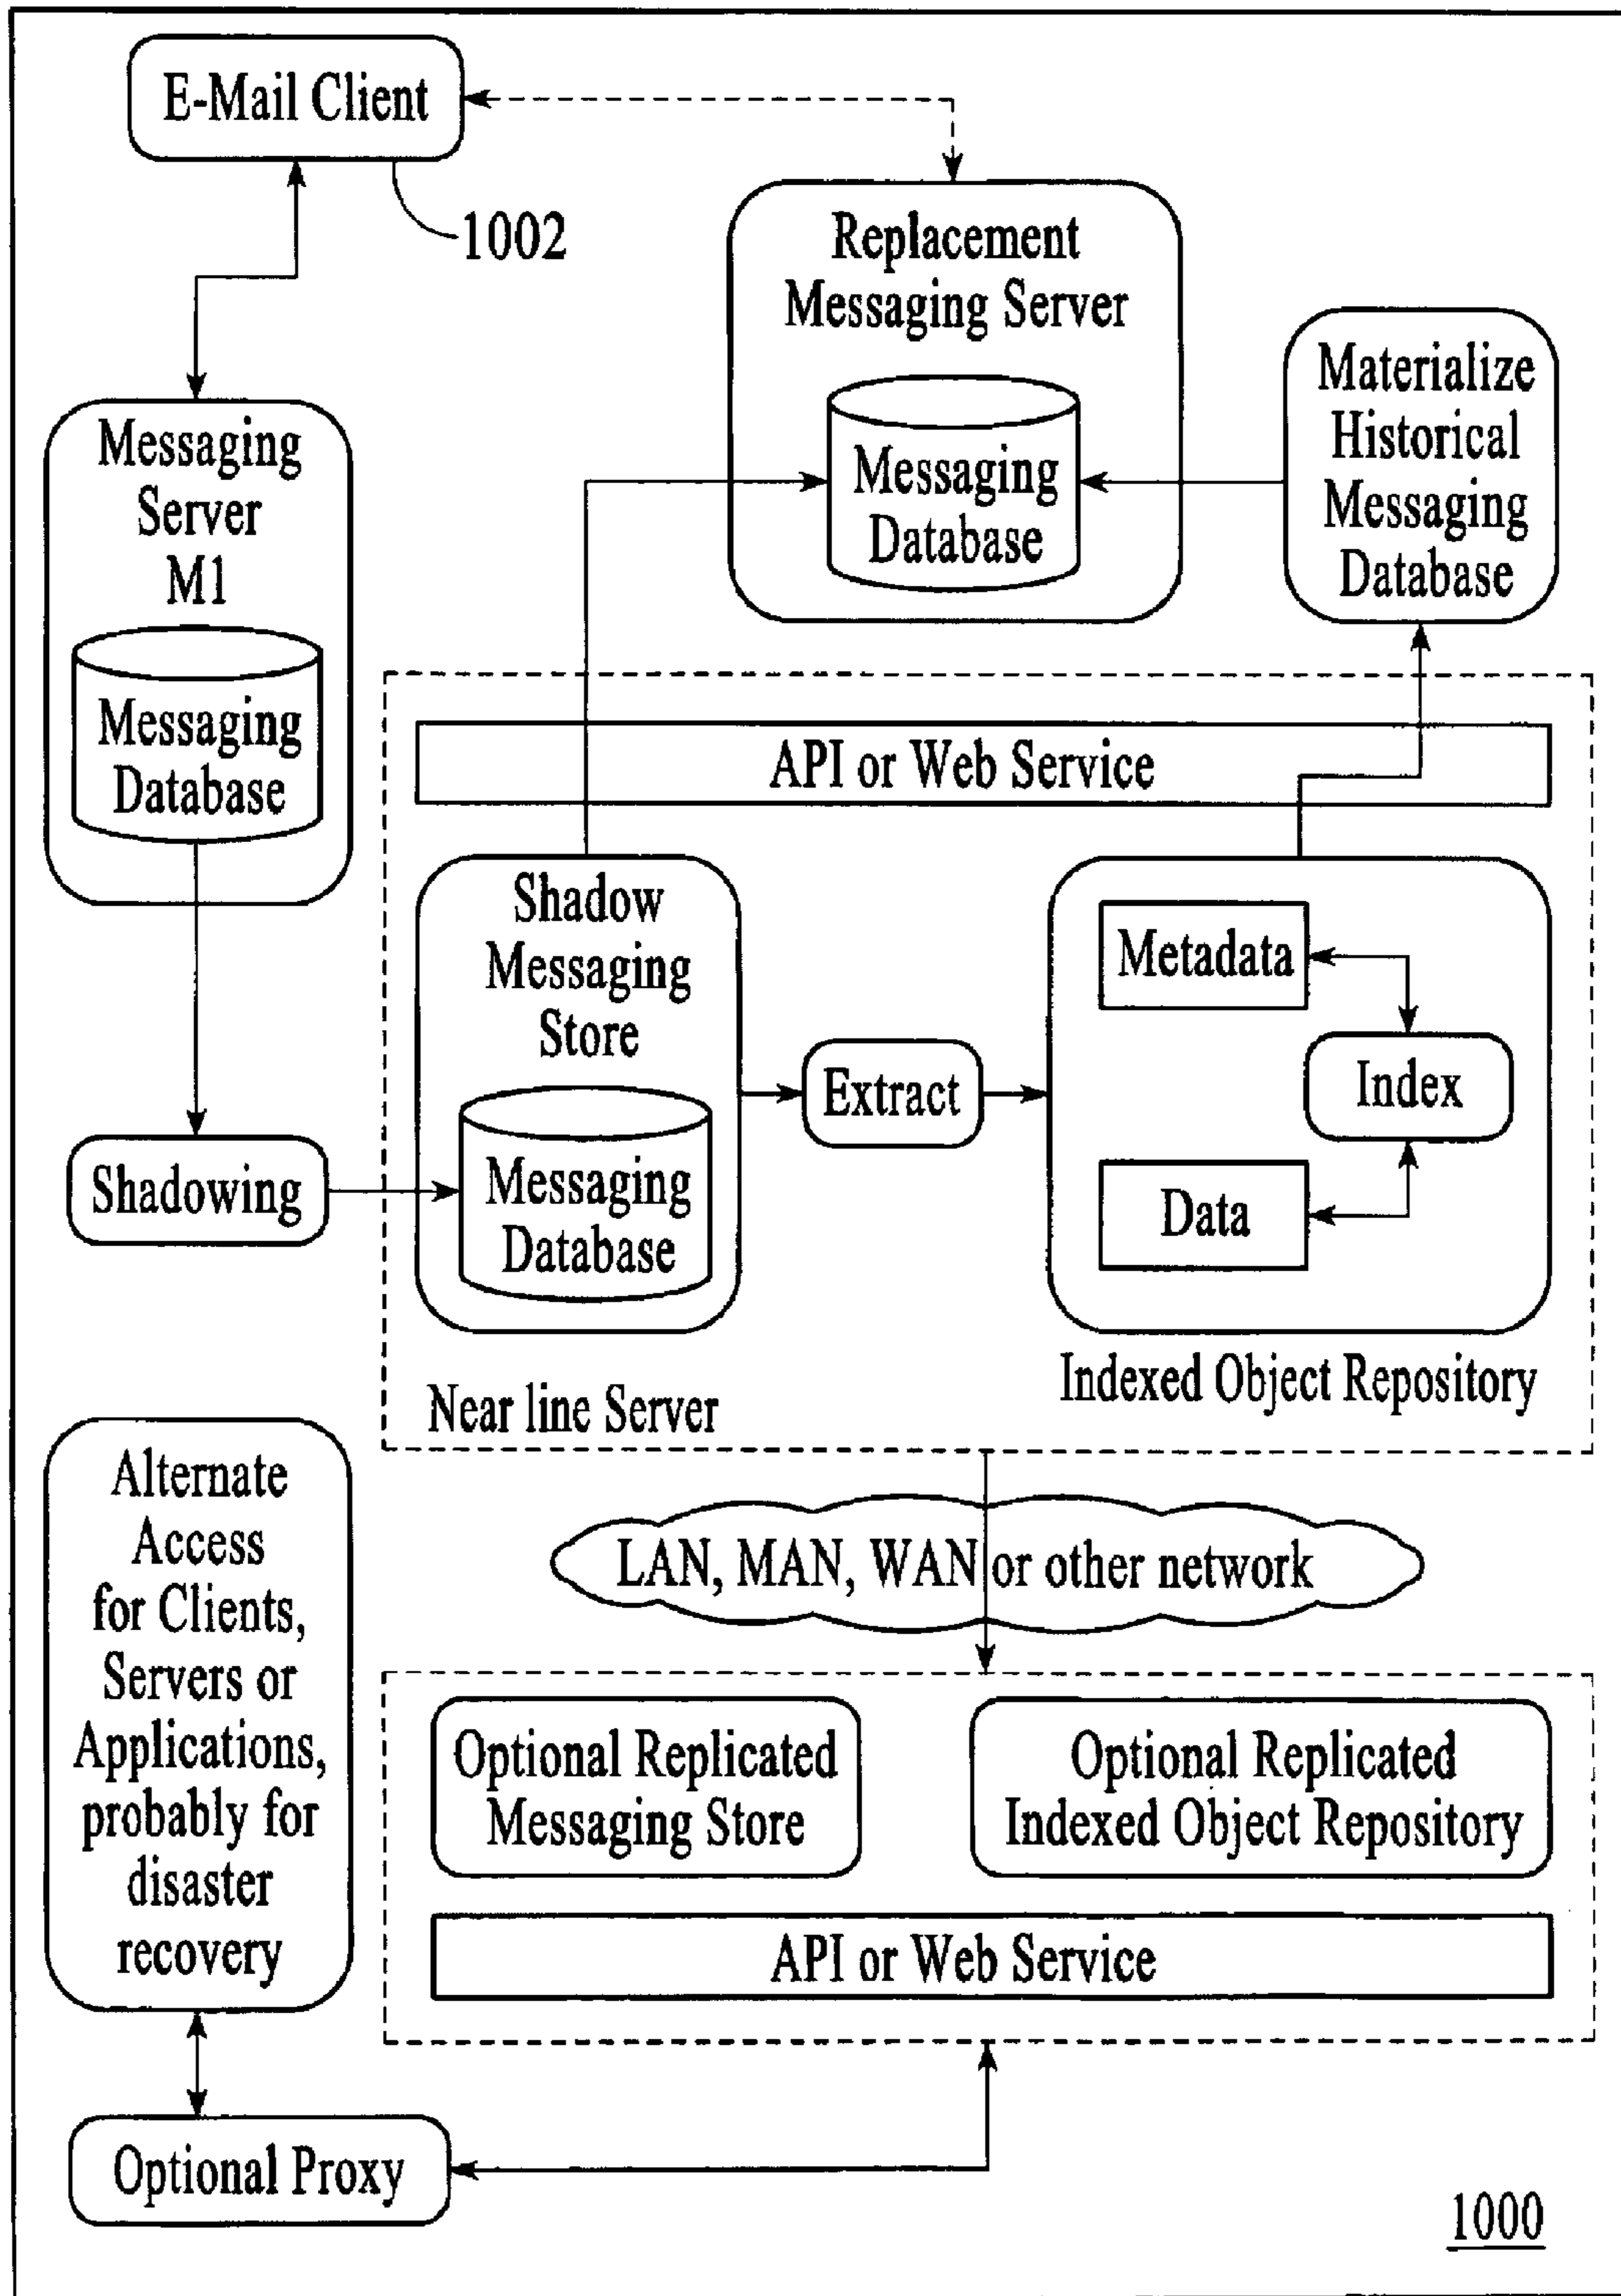 E-Mail Client
1002
Replacement
Messaging Server
Messaging
Database
Materialize
Historical
Messaging
Database
Messaging
Server
M1
Messaging
Database
API or Web Service
Shadow
Messaging
Store
Messaging
Database
Extract
Metadata
Index
Data
Shadowing
Indexed Object Repository
Near line Server
Alternate
Access
for Clients,
Servers or
Applications,
probably for
disaster
recovery
LAN, MAN, WAN or other network
Optional Replicated
Messaging Store
Optional Replicated
Indexed Object Repository
API or Web Service
Optional Proxy
1000